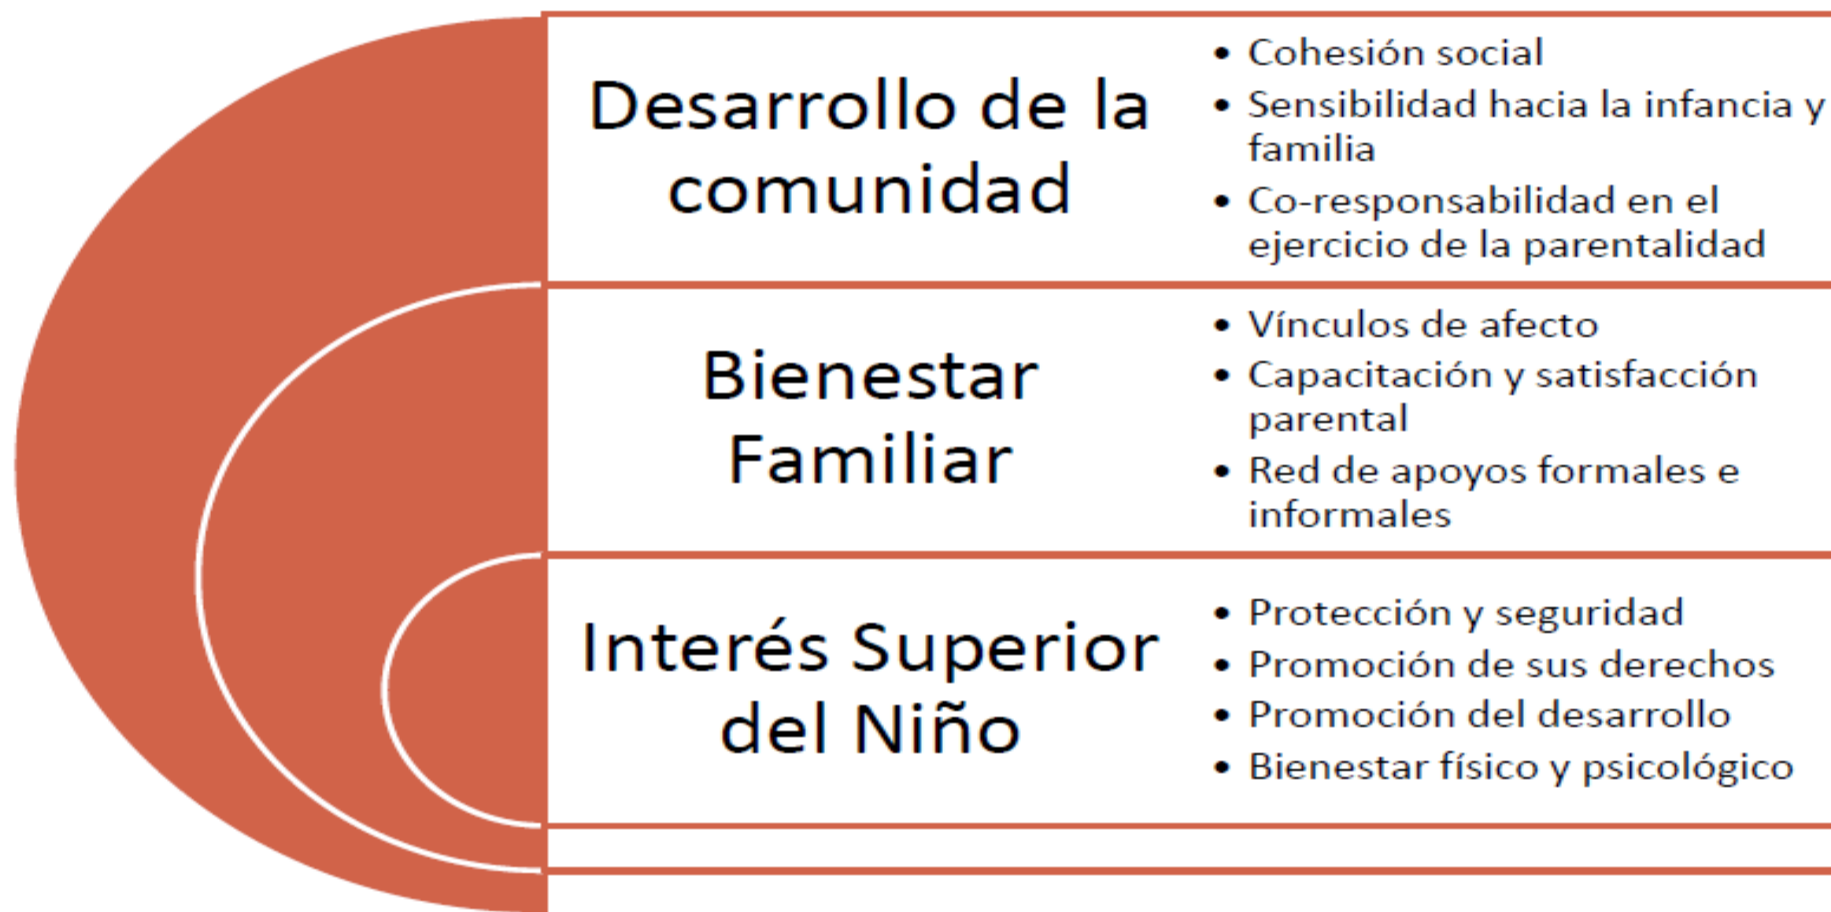 Desarrollo de la
comunidad
• Cohesión social
• Sensibilidad hacia la infancia y
familia
• Co-responsabilidad en el
ejercicio de la parentalidad
Bienestar
Familiar
• Vínculos de afecto
• Capacitación y satisfacción
parental
• Red de apoyos formales e
informales
Interés Superior
del Niño
• Protección y seguridad
• Promoción de sus derechos
• Promoción del desarrollo
• Bienestar físico y psicológico